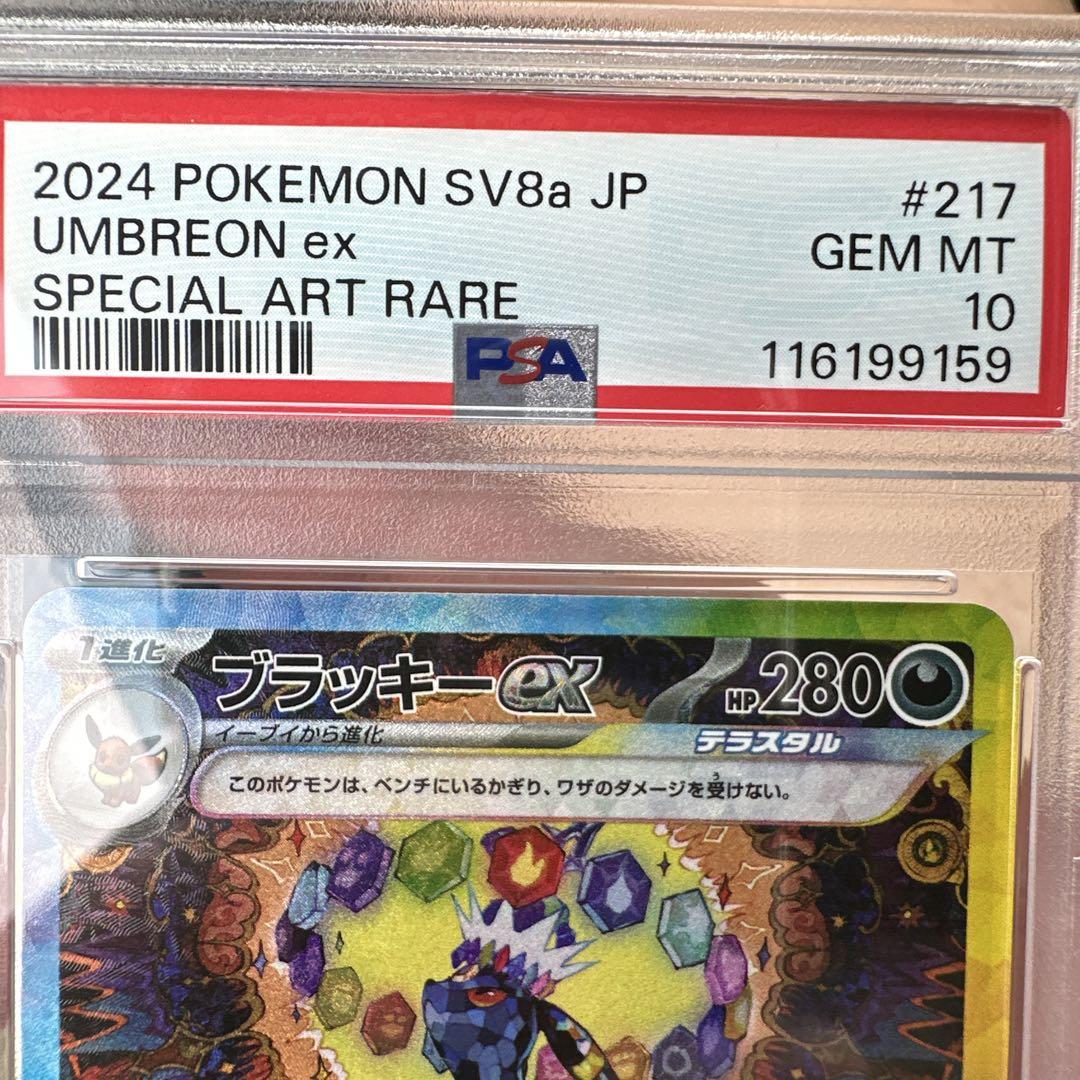 2024 POKEMON SV8a JP #217
UMBREON ex GEM MT
SPECIAL ART RARE 10
PSA 116199159
1進化 ブラッキーex HP 280
イーブイから進化 テラスタル
このポケモンは、ベンチにいるかぎり、ワザのダメージを受けない。